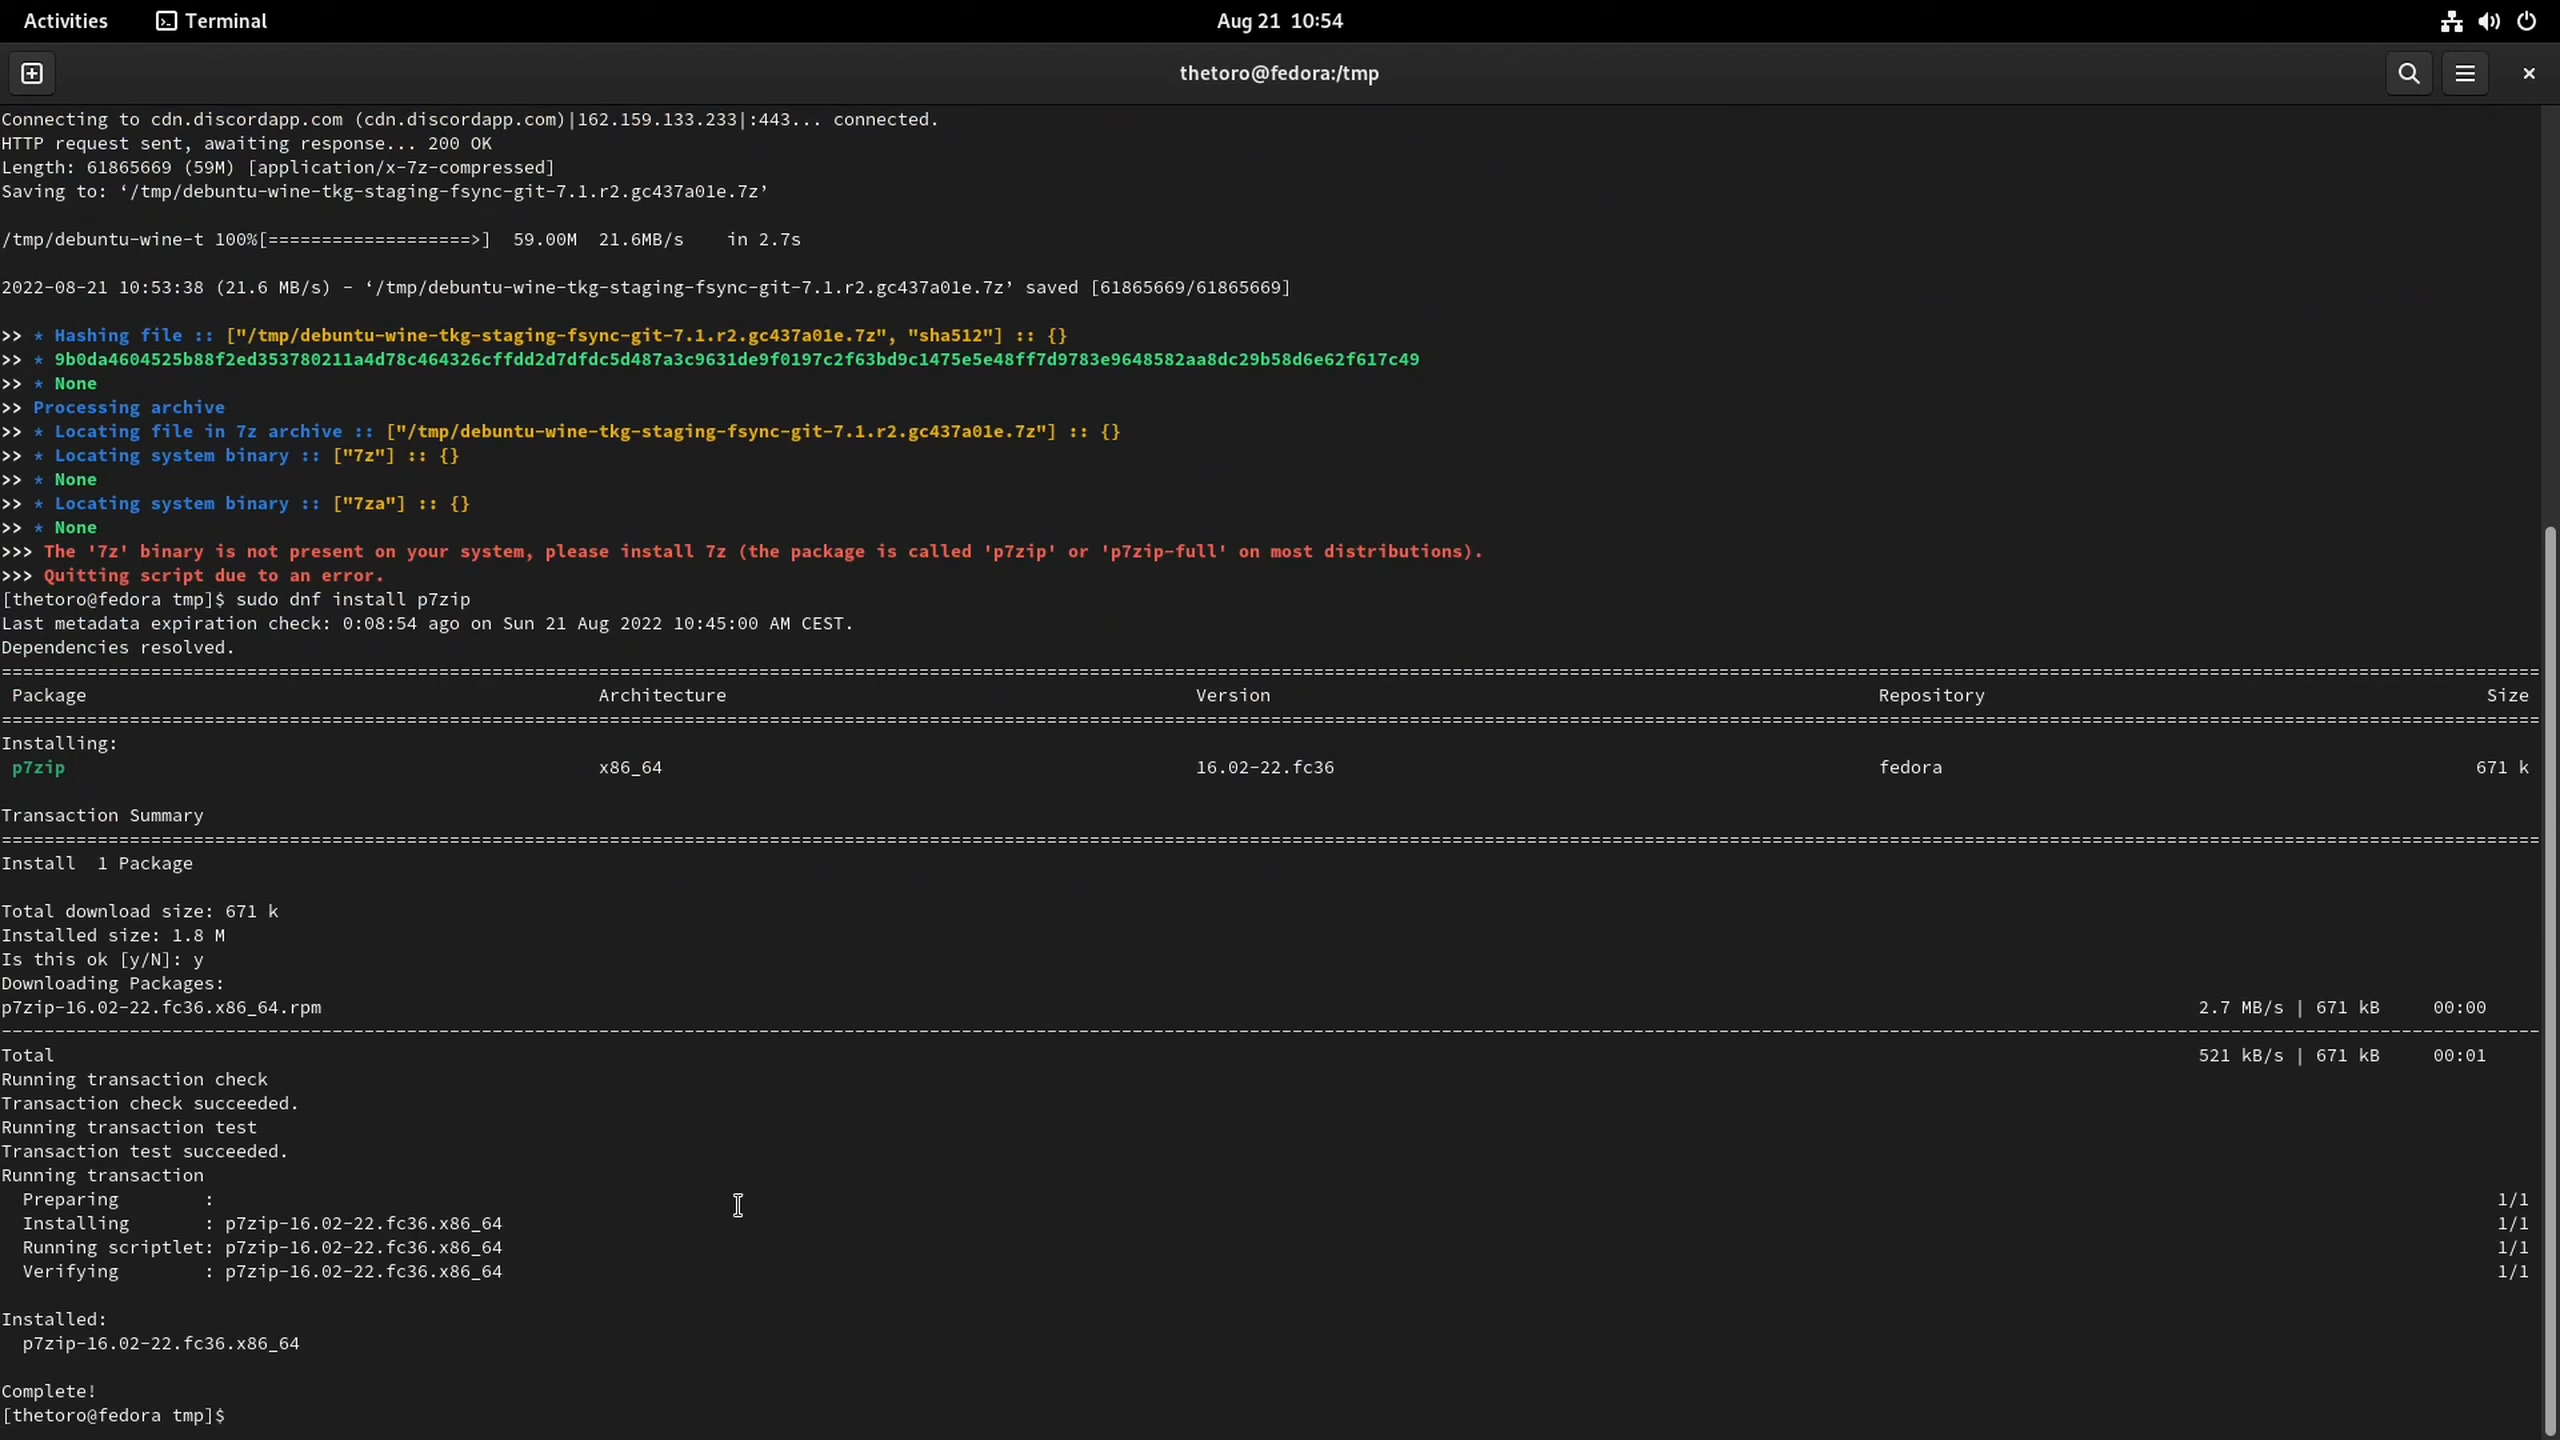 Activities Terminal Aug 21 10:54
thetoro@fedora:/tmp
Connecting to cdn.discordapp.com (cdn.discordapp.com)|162.159.133.233|:443... connected.
HTTP request sent, awaiting response... 200 OK
Length: 61865669 (59M) [application/x-7z-compressed]
Saving to: ‘/tmp/debuntu-wine-tkg-staging-fsync-git-7.1.r2.gc437a01e.7z’
/tmp/debuntu-wine-t 100%[===================>] 59.00M 21.6MB/s in 2.7s
2022-08-21 10:53:38 (21.6 MB/s) - ‘/tmp/debuntu-wine-tkg-staging-fsync-git-7.1.r2.gc437a01e.7z’ saved [61865669/61865669]
>> * Hashing file :: ["/tmp/debuntu-wine-tkg-staging-fsync-git-7.1.r2.gc437a01e.7z", "sha512"] :: {}
>> * 9b0da4604525b88f2ed353780211a4d78c464326cffdd2d7dfdc5d487a3c9631de9f0197c2f63bd9c1475e5e48ff7d9783e9648582aa8dc29b58d6e62f617c49
>> * None
>> Processing archive
>> * Locating file in 7z archive :: ["/tmp/debuntu-wine-tkg-staging-fsync-git-7.1.r2.gc437a01e.7z"] :: {}
>> * Locating system binary :: ["7z"] :: {}
>> * None
>> * Locating system binary :: ["7za"] :: {}
>> * None
>>> The '7z' binary is not present on your system, please install 7z (the package is called 'p7zip' or 'p7zip-full' on most distributions).
>>> Quitting script due to an error.
[thetoro@fedora tmp]$ sudo dnf install p7zip
Last metadata expiration check: 0:08:54 ago on Sun 21 Aug 2022 10:45:00 AM CEST.
Dependencies resolved.
Package Architecture Version Repository Size
Installing:
p7zip x86_64 16.02-22.fc36 fedora 671 k
Transaction Summary
Install 1 Package
Total download size: 671 k
Installed size: 1.8 M
Is this ok [y/N]: y
Downloading Packages:
p7zip-16.02-22.fc36.x86_64.rpm 2.7 MB/s | 671 kB 00:00
Total 521 kB/s | 671 kB 00:01
Running transaction check
Transaction check succeeded.
Running transaction test
Transaction test succeeded.
Running transaction
Preparing : 1/1
Installing : p7zip-16.02-22.fc36.x86_64 1/1
Running scriptlet: p7zip-16.02-22.fc36.x86_64 1/1
Verifying : p7zip-16.02-22.fc36.x86_64 1/1
Installed:
p7zip-16.02-22.fc36.x86_64
Complete!
[thetoro@fedora tmp]$